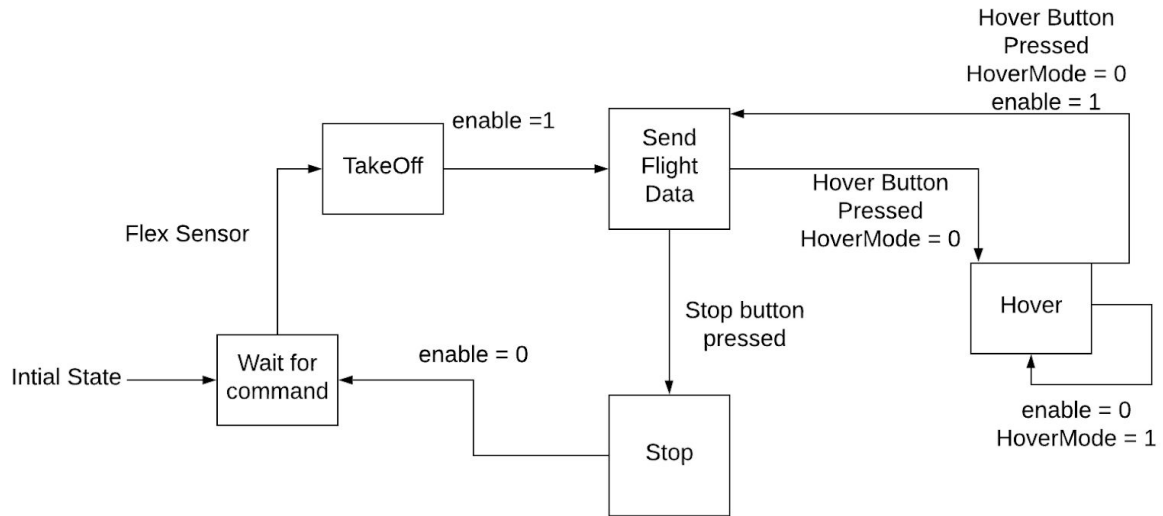 Hover Button
Pressed
HoverMode = 0
enable = 1
enable =1
Send
Flight
Data
TakeOff
Hover Button
Pressed
HoverMode = 0
Flex Sensor
Hover
Stop button
pressed
enable = 0
Wait for
command
Intial State
enable = 0
HoverMode = 1
Stop